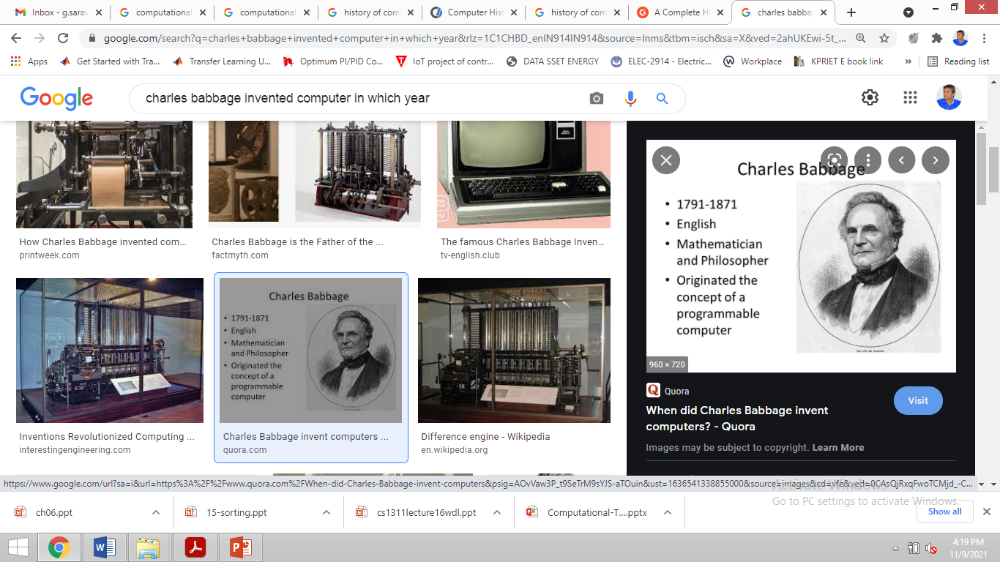 Inbox - g.sarav
computational
computational
history of com
Computer Hist
history of com
A Complete Hi
charles babba
google.com/search?q=charles+babbage+invented+computer+in+which+year&rlz=1C1CHBD_enIN914IN914&source=lnms&tbm=isch&sa=X&ved=2ahUKEwi-5t_...
Apps
Get Started with Tra...
Transfer Learning U...
Optimum PI/PID Co...
IoT project of contr...
DATA SSET ENERGY
ELEC-2914 - Electric...
Workplace
KPRIET E book link
»
Reading list
Google
charles babbage invented computer in which year
How Charles Babbage invented com...
printweek.com
Charles Babbage is the Father of the ...
factmyth.com
The famous Charles Babbage Inven...
tv-english.club
Inventions Revolutionized Computing ...
interestingengineering.com
Charles Babbage
• 1791-1871
• English
• Mathematician
and Philosopher
• Originated the
concept of a
programmable
computer
Charles Babbage invent computers ...
quora.com
Difference engine - Wikipedia
en.wikipedia.org
Charles Babbage
• 1791-1871
• English
• Mathematician
and Philosopher
• Originated the
concept of a
programmable
computer
960 × 720
Quora
When did Charles Babbage invent
computers? - Quora
Visit
Images may be subject to copyright. Learn More
https://www.google.com/url?sa=i&url=https%3A%2F%2Fwww.quora.com%2FWhen-did-Charles-Babbage-invent-computers&psig=AOvVaw3P_t9SeTrM9sYJS-aTOuin&ust=1636541338855000&source=images&cd=vfe&ved=0CAsQjRxqFwoTCMjd_-C...
Activate Windows
Go to PC settings to activate Windows.
ch06.ppt
15-sorting.ppt
cs1311lecture16wdl.ppt
Computational-T....pptx
Show all
4:19 PM
11/9/2021